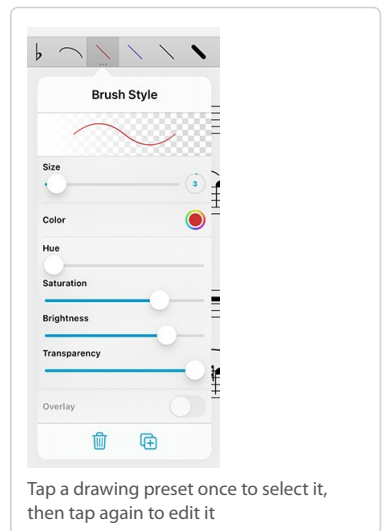 Brush Style
Size
3
Color
Hue
Saturation
Brightness
Transparency
Overlay
Tap a drawing preset once to select it,
then tap again to edit it